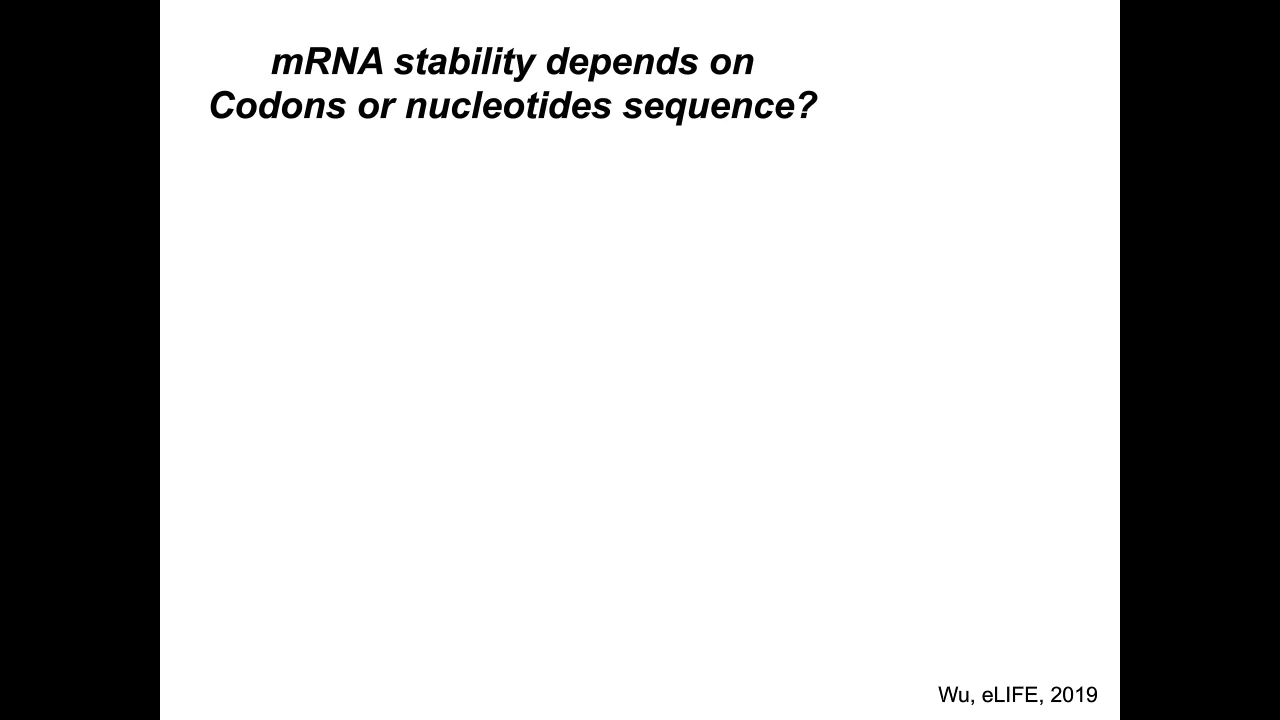 mRNA stability depends on
Codons or nucleotides sequence?
Wu, eLIFE, 2019